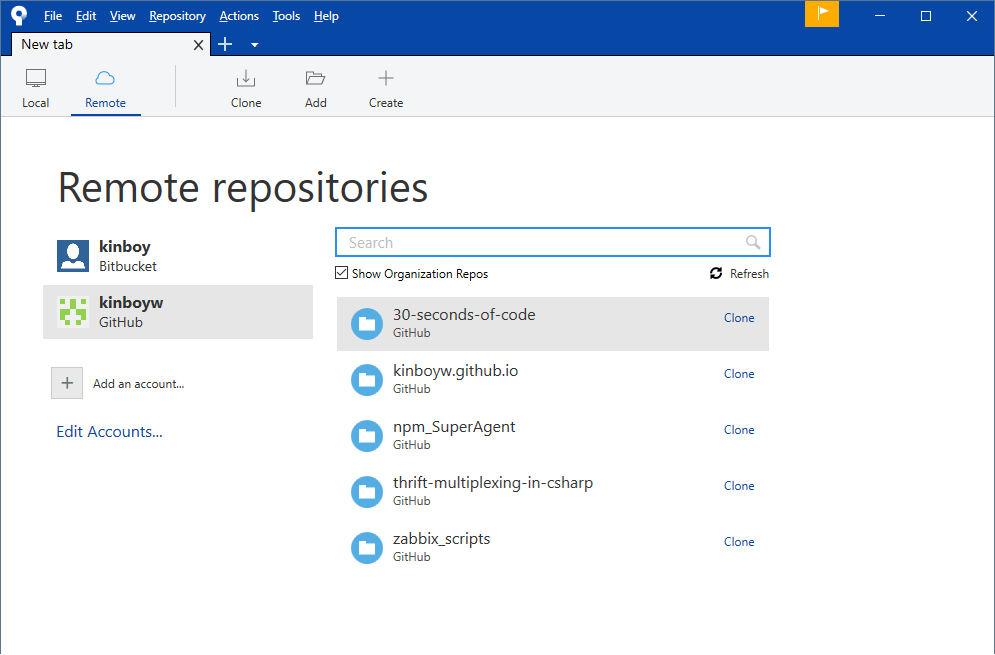 File Edit View Repository Actions Tools Help
New tab
Local Remote Clone Add Create
Remote repositories
kinboy
Bitbucket
kinboyw
GitHub
Add an account...
Edit Accounts...
Search
Show Organization Repos Refresh
30-seconds-of-code Clone
GitHub
kinboyw.github.io Clone
GitHub
npm_SuperAgent Clone
GitHub
thrift-multiplexing-in-csharp Clone
GitHub
zabbix_scripts Clone
GitHub